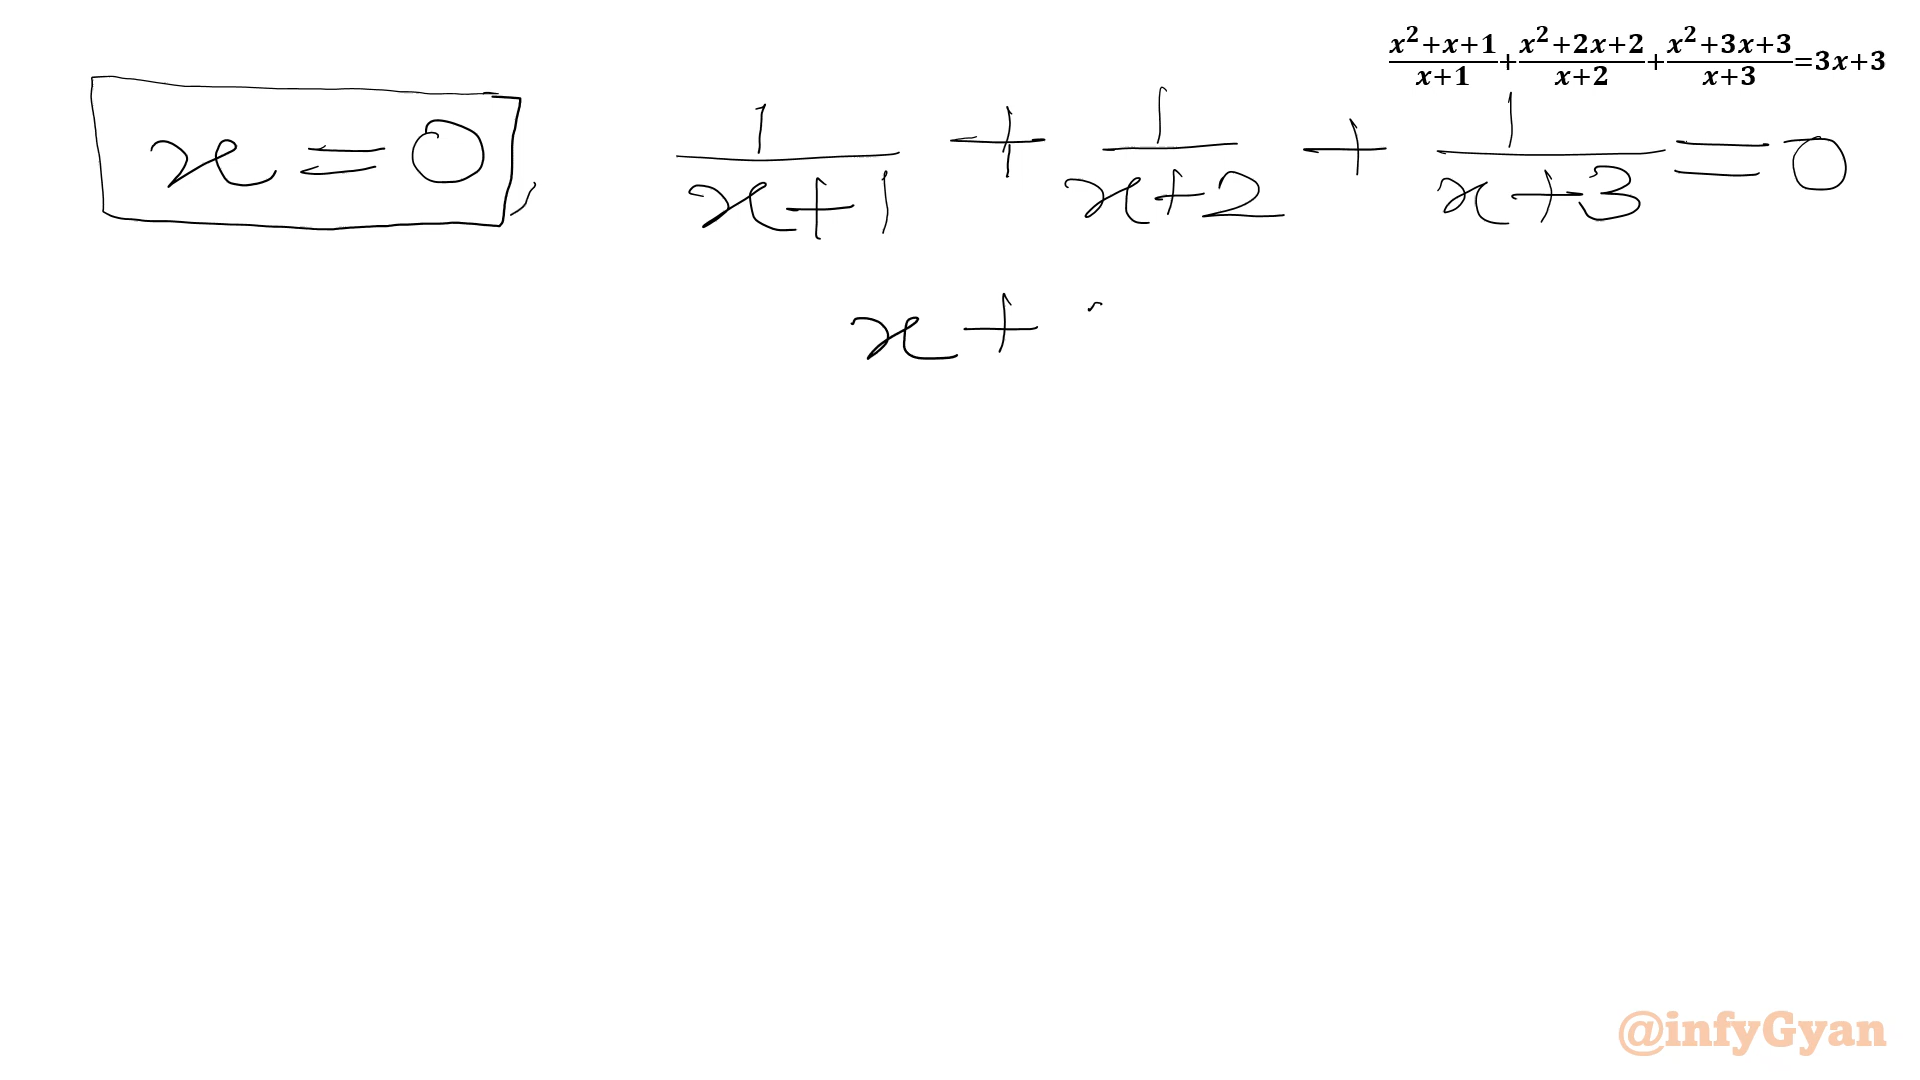 (x²+x+1)/(x+1)+(x²+2x+2)/(x+2)+(x²+3x+3)/(x+3)=3x+3
x = 0, 1/(x+1) + 1/(x+2) + 1/(x+3) = 0
x +
@infyGyan